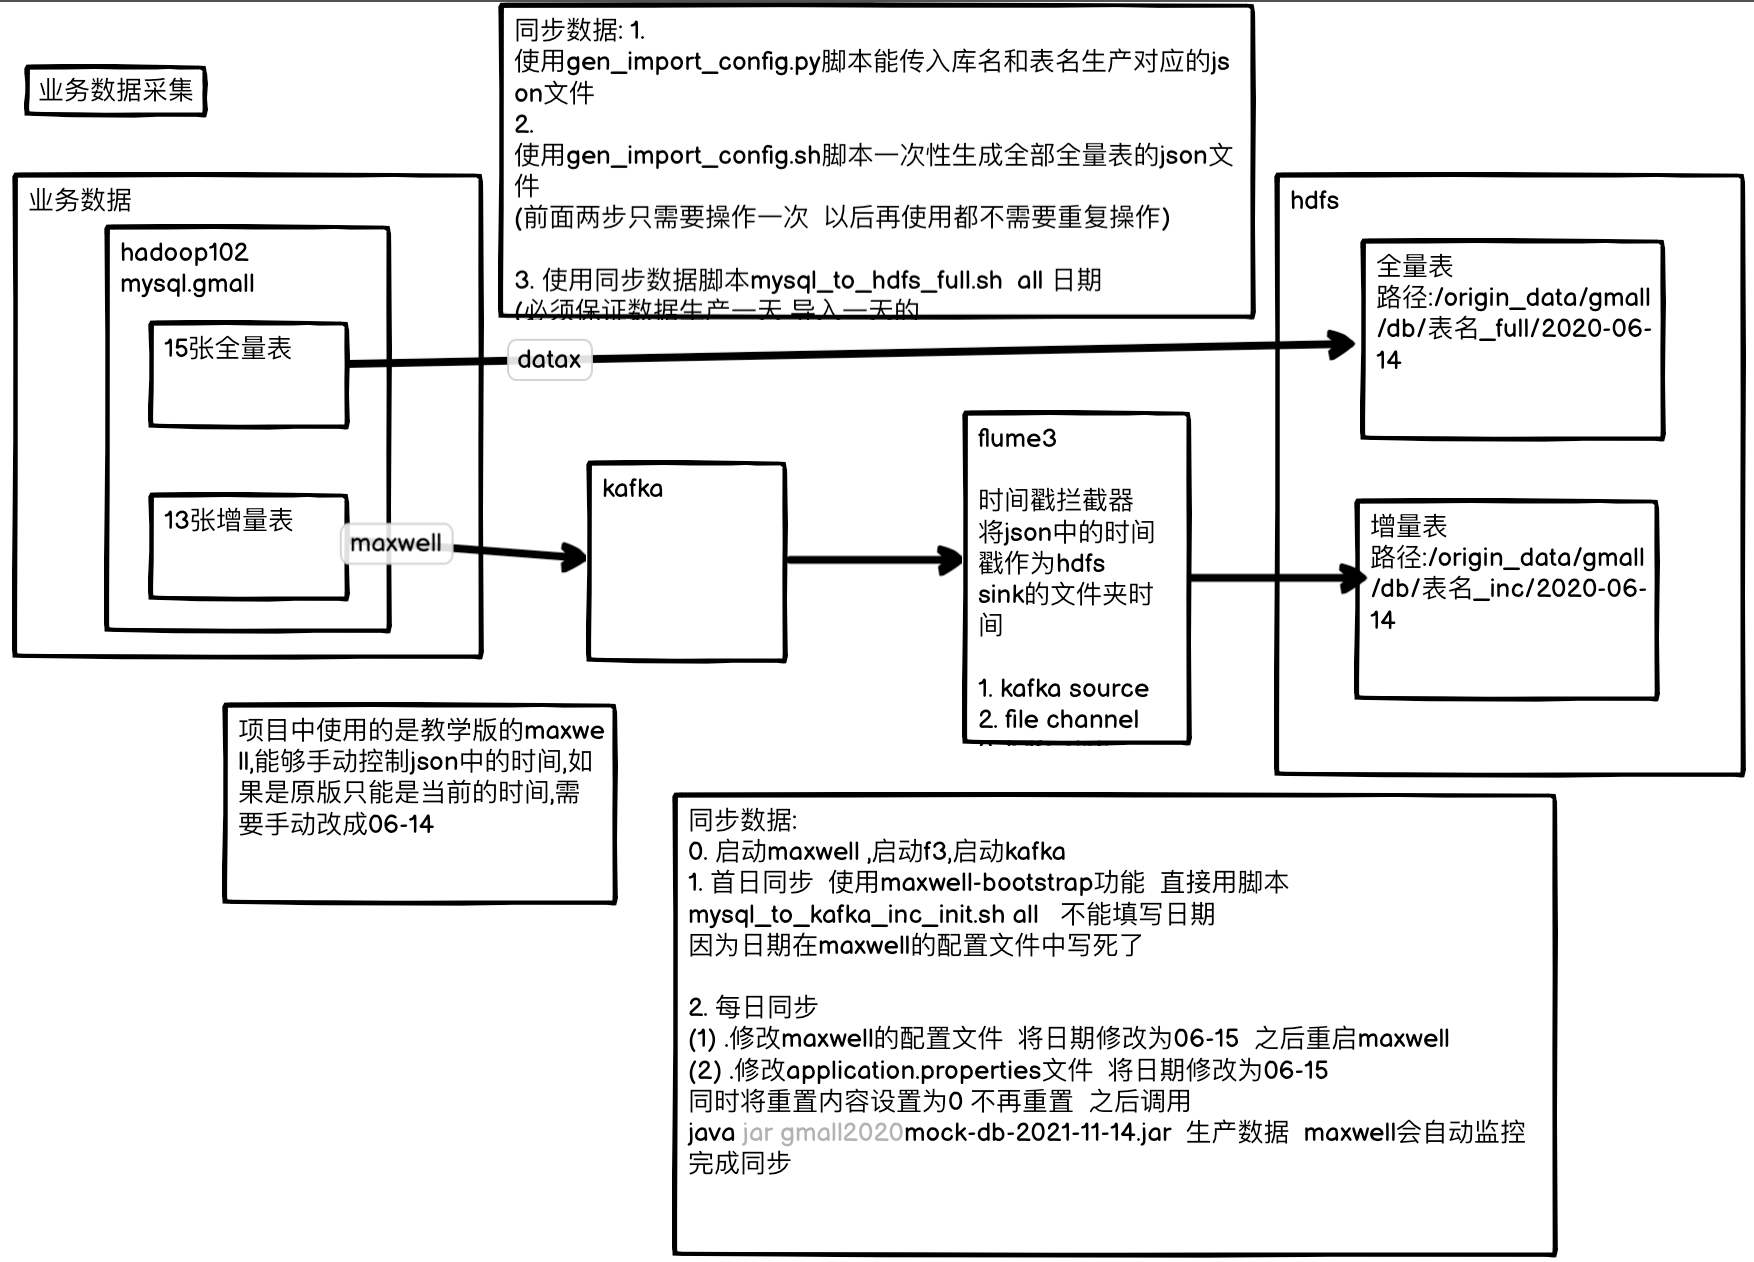 业务数据采集
同步数据: 1.
使用gen_import_config.py脚本能传入库名和表名生产对应的js
on文件
2.
使用gen_import_config.sh脚本一次性生成全部全量表的json文
件
(前面两步只需要操作一次 以后再使用都不需要重复操作)
3. 使用同步数据脚本mysql_to_hdfs_full.sh all 日期
(必须保证数据生产一天 导入一天的
业务数据
hadoop102
mysql.gmall
15张全量表
13张增量表
datax
maxwell
kafka
flume3
时间戳拦截器
将json中的时间
戳作为hdfs
sink的文件夹时
间
1. kafka source
2. file channel
hdfs
全量表
路径:/origin_data/gmall
/db/表名_full/2020-06-
14
增量表
路径:/origin_data/gmall
/db/表名_inc/2020-06-
14
项目中使用的是教学版的maxwe
ll,能够手动控制json中的时间,如
果是原版只能是当前的时间,需
要手动改成06-14
同步数据:
0. 启动maxwell ,启动f3,启动kafka
1. 首日同步 使用maxwell-bootstrap功能 直接用脚本
mysql_to_kafka_inc_init.sh all 不能填写日期
因为日期在maxwell的配置文件中写死了
2. 每日同步
(1) .修改maxwell的配置文件 将日期修改为06-15 之后重启maxwell
(2) .修改application.properties文件 将日期修改为06-15
同时将重置内容设置为0 不再重置 之后调用
java jar gmall2020mock-db-2021-11-14.jar 生产数据 maxwell会自动监控
完成同步